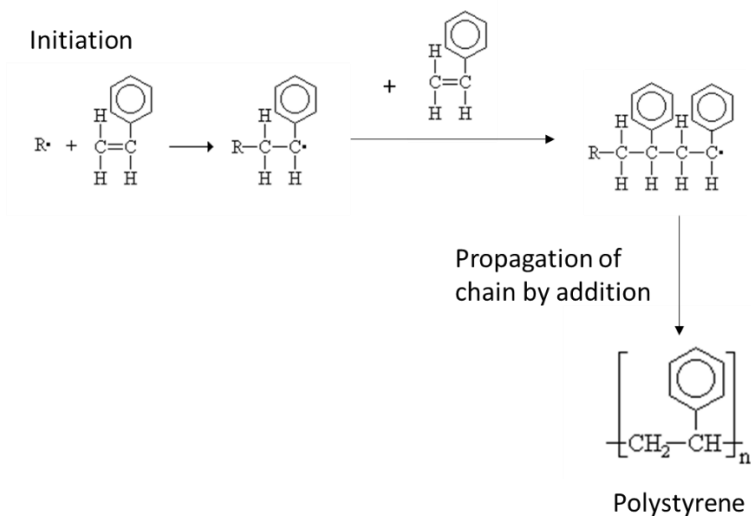 Initiation
R• + H C=C H H
R–C–C• H H H
+ H C=C H H
R–C–C–C–C• H H H H H H
Propagation of
chain by addition
[CH2–CH]n
Polystyrene